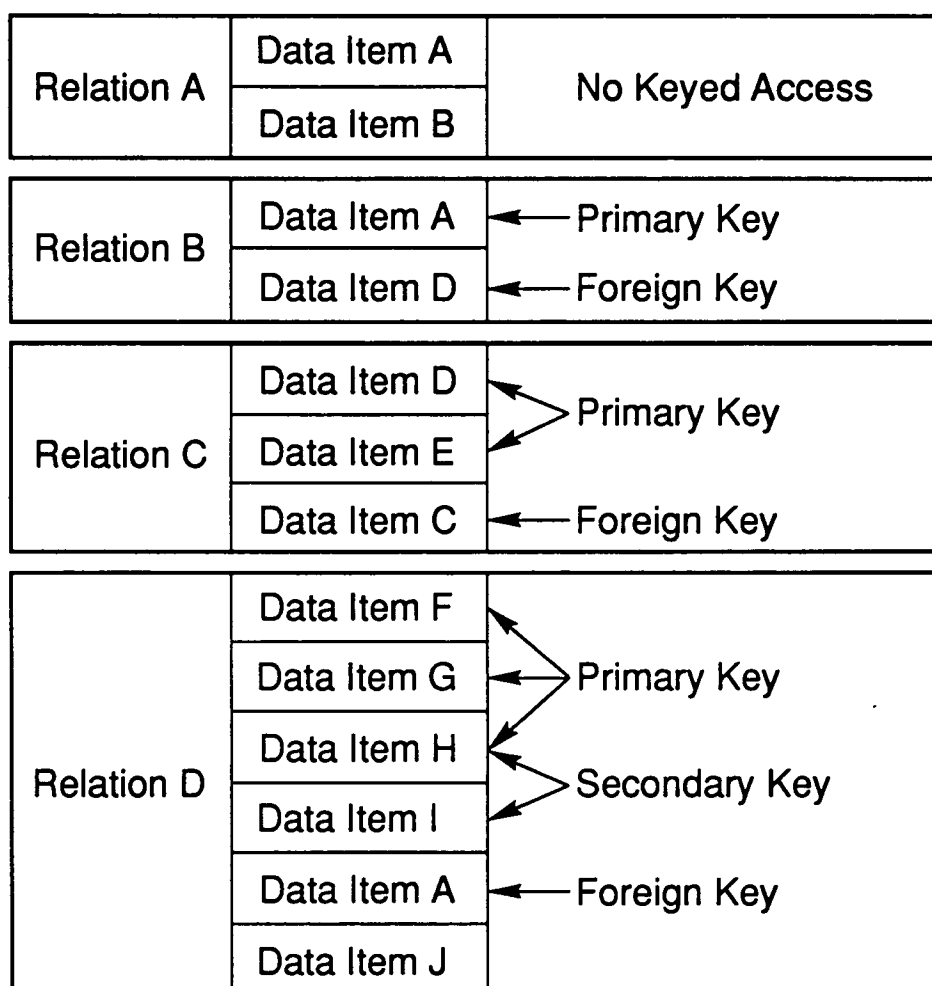 Relation A
Data Item A
Data Item B
No Keyed Access
Relation B
Data Item A
Primary Key
Data Item D
Foreign Key
Relation C
Data Item D
Data Item E
Primary Key
Data Item C
Foreign Key
Relation D
Data Item F
Data Item G
Primary Key
Data Item H
Secondary Key
Data Item I
Data Item A
Foreign Key
Data Item J